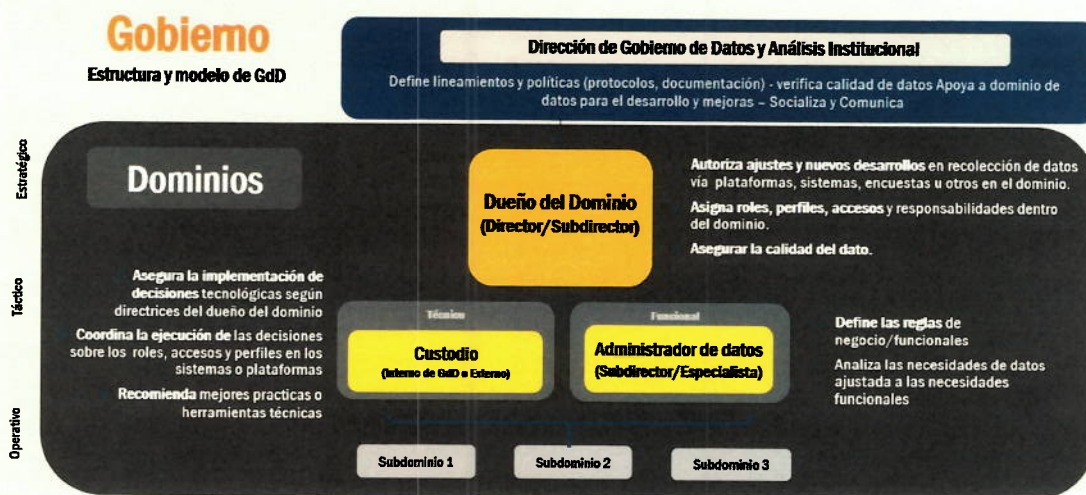 Gobierno
Estructura y modelo de GdD
Dirección de Gobierno de Datos y Análisis Institucional
Define lineamientos y políticas (protocolos, documentación) - verifica calidad de datos Apoya a dominio de
datos para el desarrollo y mejoras – Socializa y Comunica
Estratégico
Dominios
Dueño del Dominio
(Director/Subdirector)
Autoriza ajustes y nuevos desarrollos en recolección de datos
vía plataformas, sistemas, encuestas u otros en el dominio.
Asigna roles, perfiles, accesos y responsabilidades dentro
del dominio.
Asegurar la calidad del dato.
Táctico
Asegura la implementación de
decisiones tecnológicas según
directrices del dueño del dominio
Coordina la ejecución de las decisiones
sobre los roles, accesos y perfiles en los
sistemas o plataformas
Recomienda mejores practicas o
herramientas técnicas
Técnico
Custodio
(Interno de GdD o Externo)
Funcional
Administrador de datos
(Subdirector/Especialista)
Define las reglas de
negocio/funcionales
Analiza las necesidades de datos
ajustada a las necesidades
funcionales
Operativo
Subdominio 1
Subdominio 2
Subdominio 3